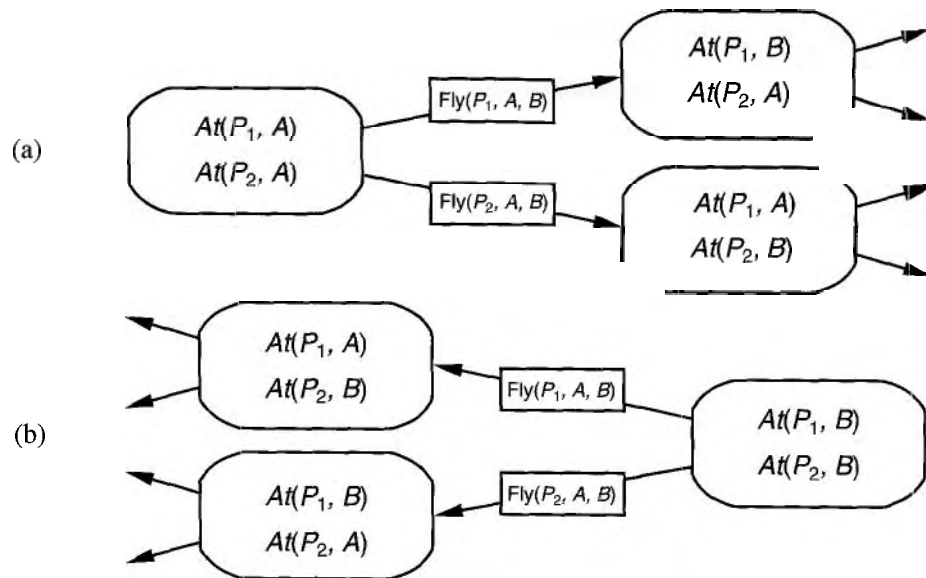 (a)
At(P₁, A)
At(P₂, A)
Fly(P₁, A, B)
Fly(P₂, A, B)
At(P₁, B)
At(P₂, A)
At(P₁, A)
At(P₂, B)
(b)
At(P₁, A)
At(P₂, B)
At(P₁, B)
At(P₂, A)
Fly(P₁, A, B)
Fly(P₂, A, B)
At(P₁, B)
At(P₂, B)